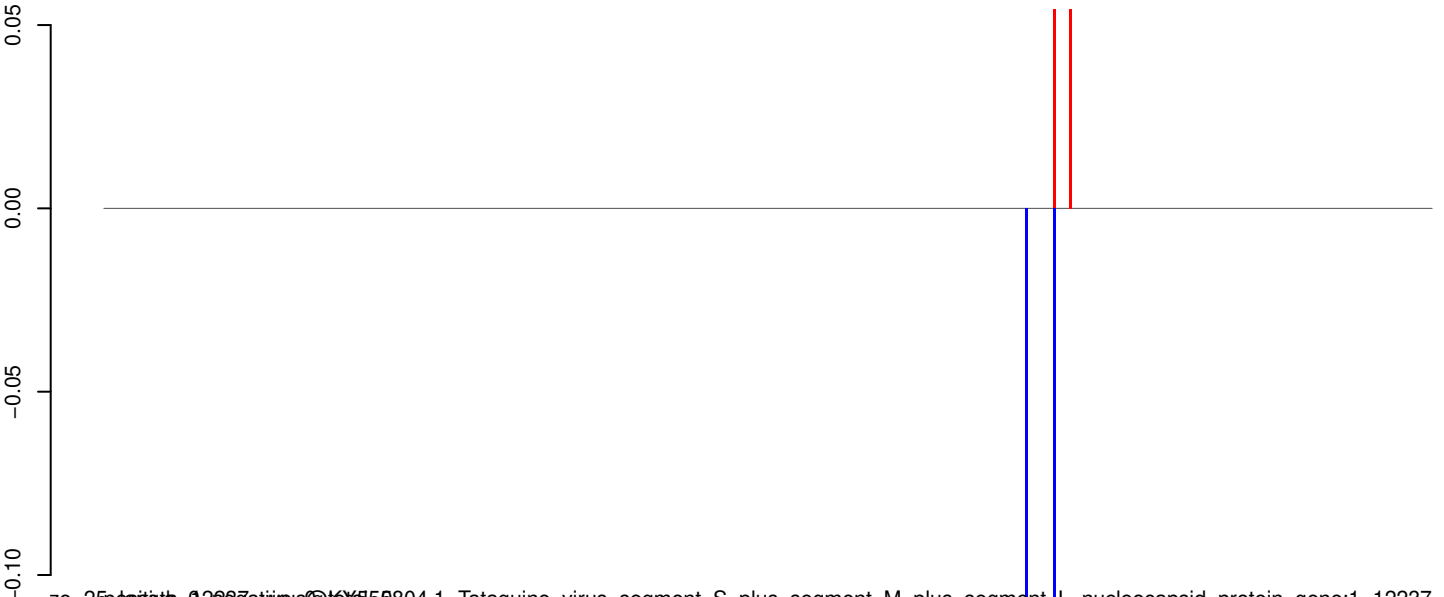 0.05
0.00
−0.05
−0.10
Tataguine virus segment S plus segment M plus segment L nucleocapsid protein gene:1 12237